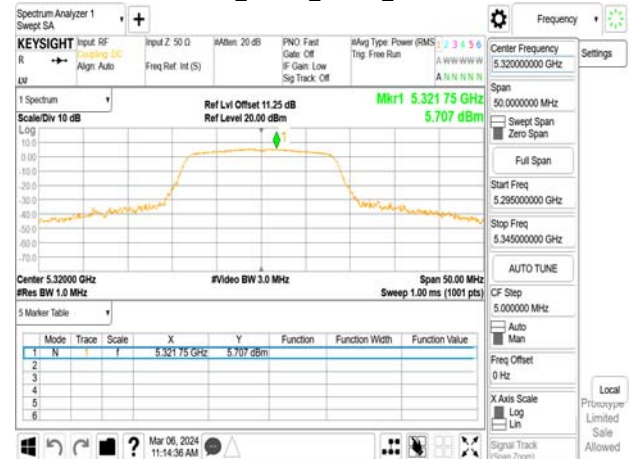 Spectrum Analyzer 1
Swept SA
Frequency
KEYSIGHT
Input: RF
Coupling: DC
Align: Auto
Input Z: 50 Ω
Freq Ref: Int (S)
#Atten: 20 dB
PNO: Fast
Gate: Off
IF Gain: Low
Sig Track: Off
#Avg Type: Power (RMS
Trig: Free Run
1 2 3 4 5 6
A W W W W W
A N N N N N
R
Center Frequency
5.320000000 GHz
Settings
Span
50.0000000 MHz
Swept Span
Zero Span
Full Span
Start Freq
5.295000000 GHz
Stop Freq
5.345000000 GHz
AUTO TUNE
CF Step
5.000000 MHz
Auto
Man
Freq Offset
0 Hz
X Axis Scale
Log
Lin
Signal Track
(Span Zoom)
Local
Prototype
Limited
Sale
Allowed
1 Spectrum
Scale/Div 10 dB
Log
Ref Lvl Offset 11.25 dB
Ref Level 20.00 dBm
Mkr1 5.321 75 GHz
5.707 dBm
1
10.0
0.00
-10.0
-20.0
-30.0
-40.0
-50.0
-60.0
-70.0
Center 5.32000 GHz
#Res BW 1.0 MHz
#Video BW 3.0 MHz
Span 50.00 MHz
Sweep 1.00 ms (1001 pts)
5 Marker Table
Mode Trace Scale X Y Function Function Width Function Value
1 N 1 f 5.321 75 GHz 5.707 dBm
2
3
4
5
6
?
Mar 06, 2024
11:14:36 AM